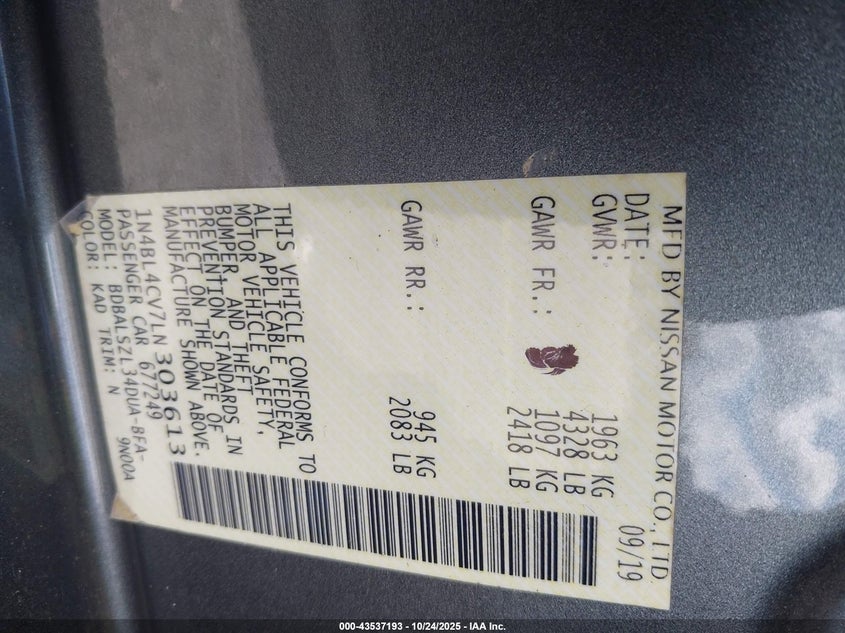 MFD BY NISSAN MOTOR CO., LTD.
DATE: 09/19
GVWR: 1963 KG
4328 LB
GAWR FR.: 1097 KG
2418 LB
GAWR RR.: 945 KG
2083 LB
THIS VEHICLE CONFORMS TO
ALL APPLICABLE FEDERAL
MOTOR VEHICLE SAFETY,
BUMPER, AND THEFT
PREVENTION STANDARDS IN
EFFECT ON THE DATE OF
MANUFACTURE SHOWN ABOVE.
1N4BL4CV7LN303613
PASSENGER CAR 677249
MODEL: BDBALSZL34DUA-BFA-
9N00A
COLOR: KAD TRIM: N
000-43537193 - 10/24/2025 - IAA Inc.